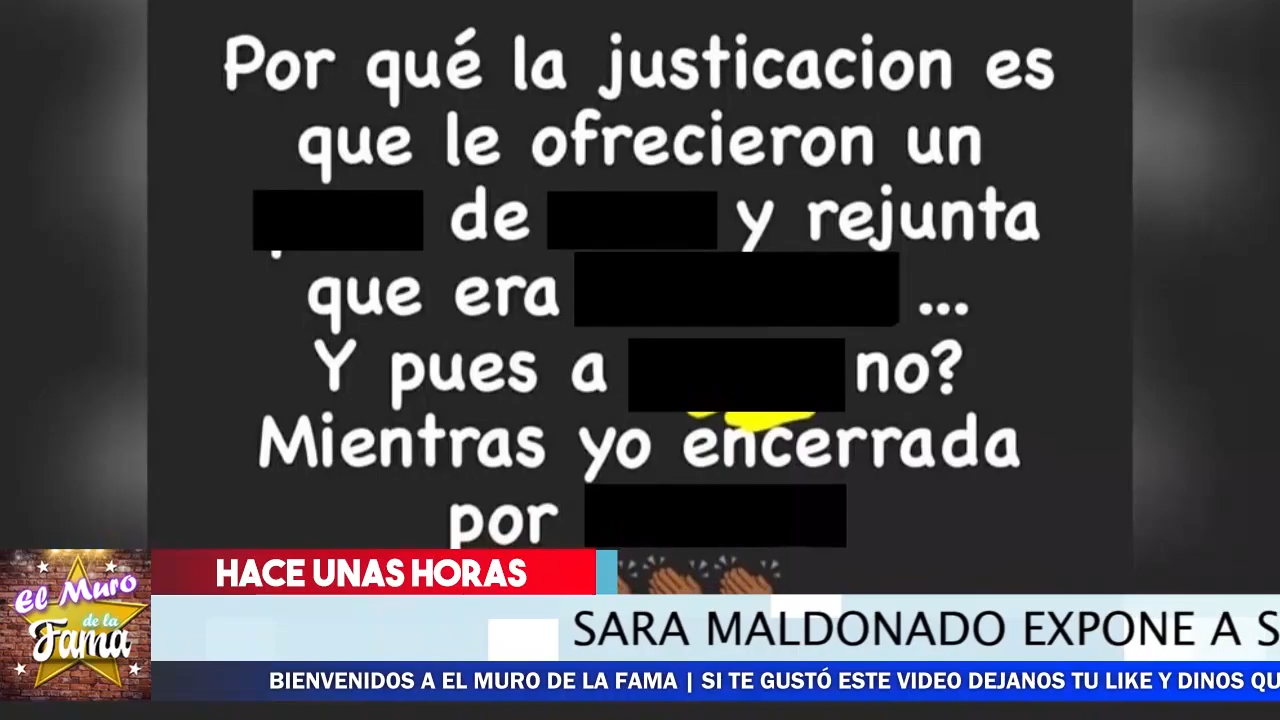 Por qué la justicacion es
que le ofrecieron un
de y rejunta
que era ...
Y pues a no?
Mientras yo encerrada
por
HACE UNAS HORAS
El Muro
de la
Fama
SARA MALDONADO EXPONE A S
BIENVENIDOS A EL MURO DE LA FAMA | SI TE GUSTÓ ESTE VIDEO DEJANOS TU LIKE Y DINOS QU